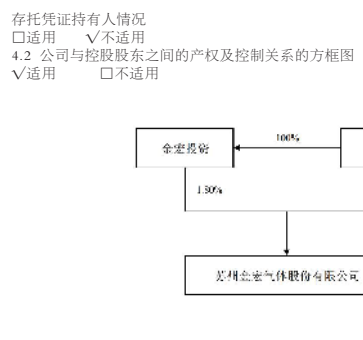 存托凭证持有人情况
□适用 √不适用
4.2 公司与控股股东之间的产权及控制关系的方框图
√适用 □不适用
100%
金宏投资
1.80%
苏州金宏气体股份有限公司